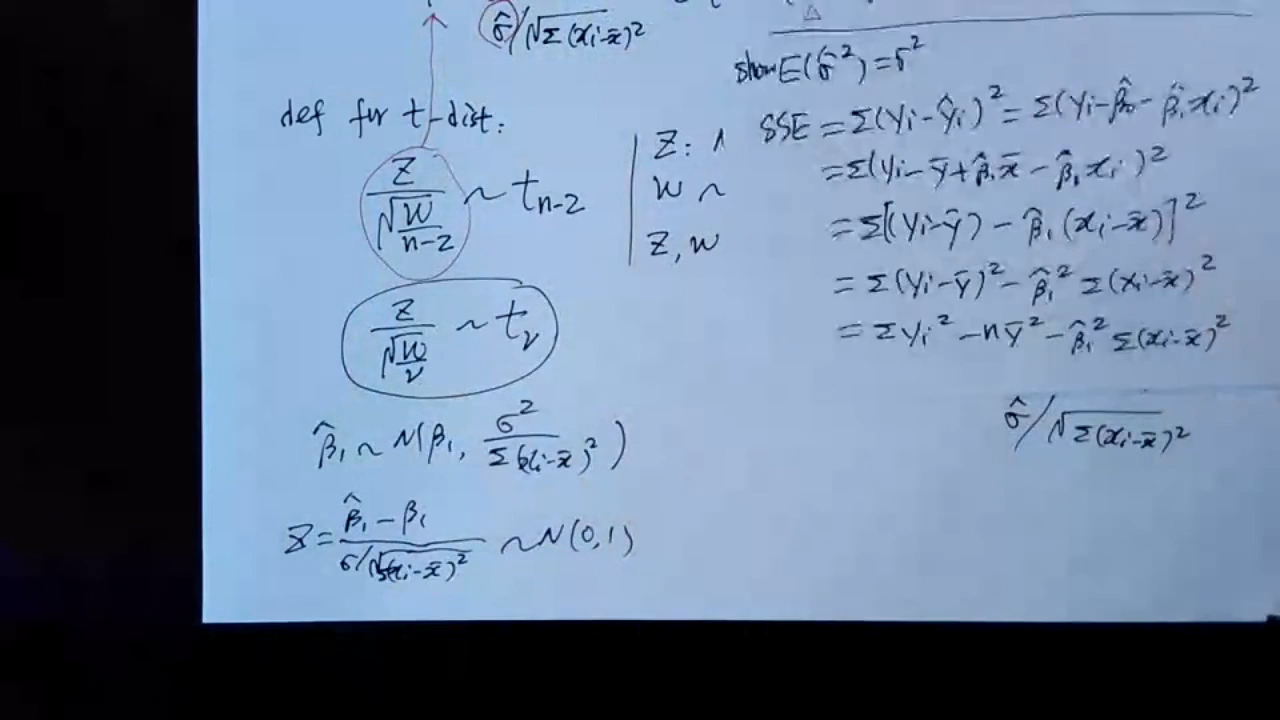 σ̂/√Σ(xᵢ-x̄)²
def for t-dist:
Z/√(W/(n-2)) ~ t_{n-2}
Z/√(W/ν) ~ t_ν
β̂₁ ~ N(β₁, σ²/Σ(xᵢ-x̄)²)
Z = (β̂₁ - β₁)/(σ/√Σ(xᵢ-x̄)²) ~ N(0,1)
Z:
W ~
Z, W
show E(σ̂²) = σ²
SSE = Σ(yᵢ-ŷᵢ)² = Σ(yᵢ-β̂₀-β̂₁xᵢ)²
= Σ(yᵢ-ȳ+β̂₁x̄-β̂₁xᵢ)²
= Σ[(yᵢ-ȳ) - β̂₁(xᵢ-x̄)]²
= Σ(yᵢ-ȳ)² - β̂₁² Σ(xᵢ-x̄)²
= Σyᵢ² - nȳ² - β̂₁² Σ(xᵢ-x̄)²
σ̂/√Σ(xᵢ-x̄)²